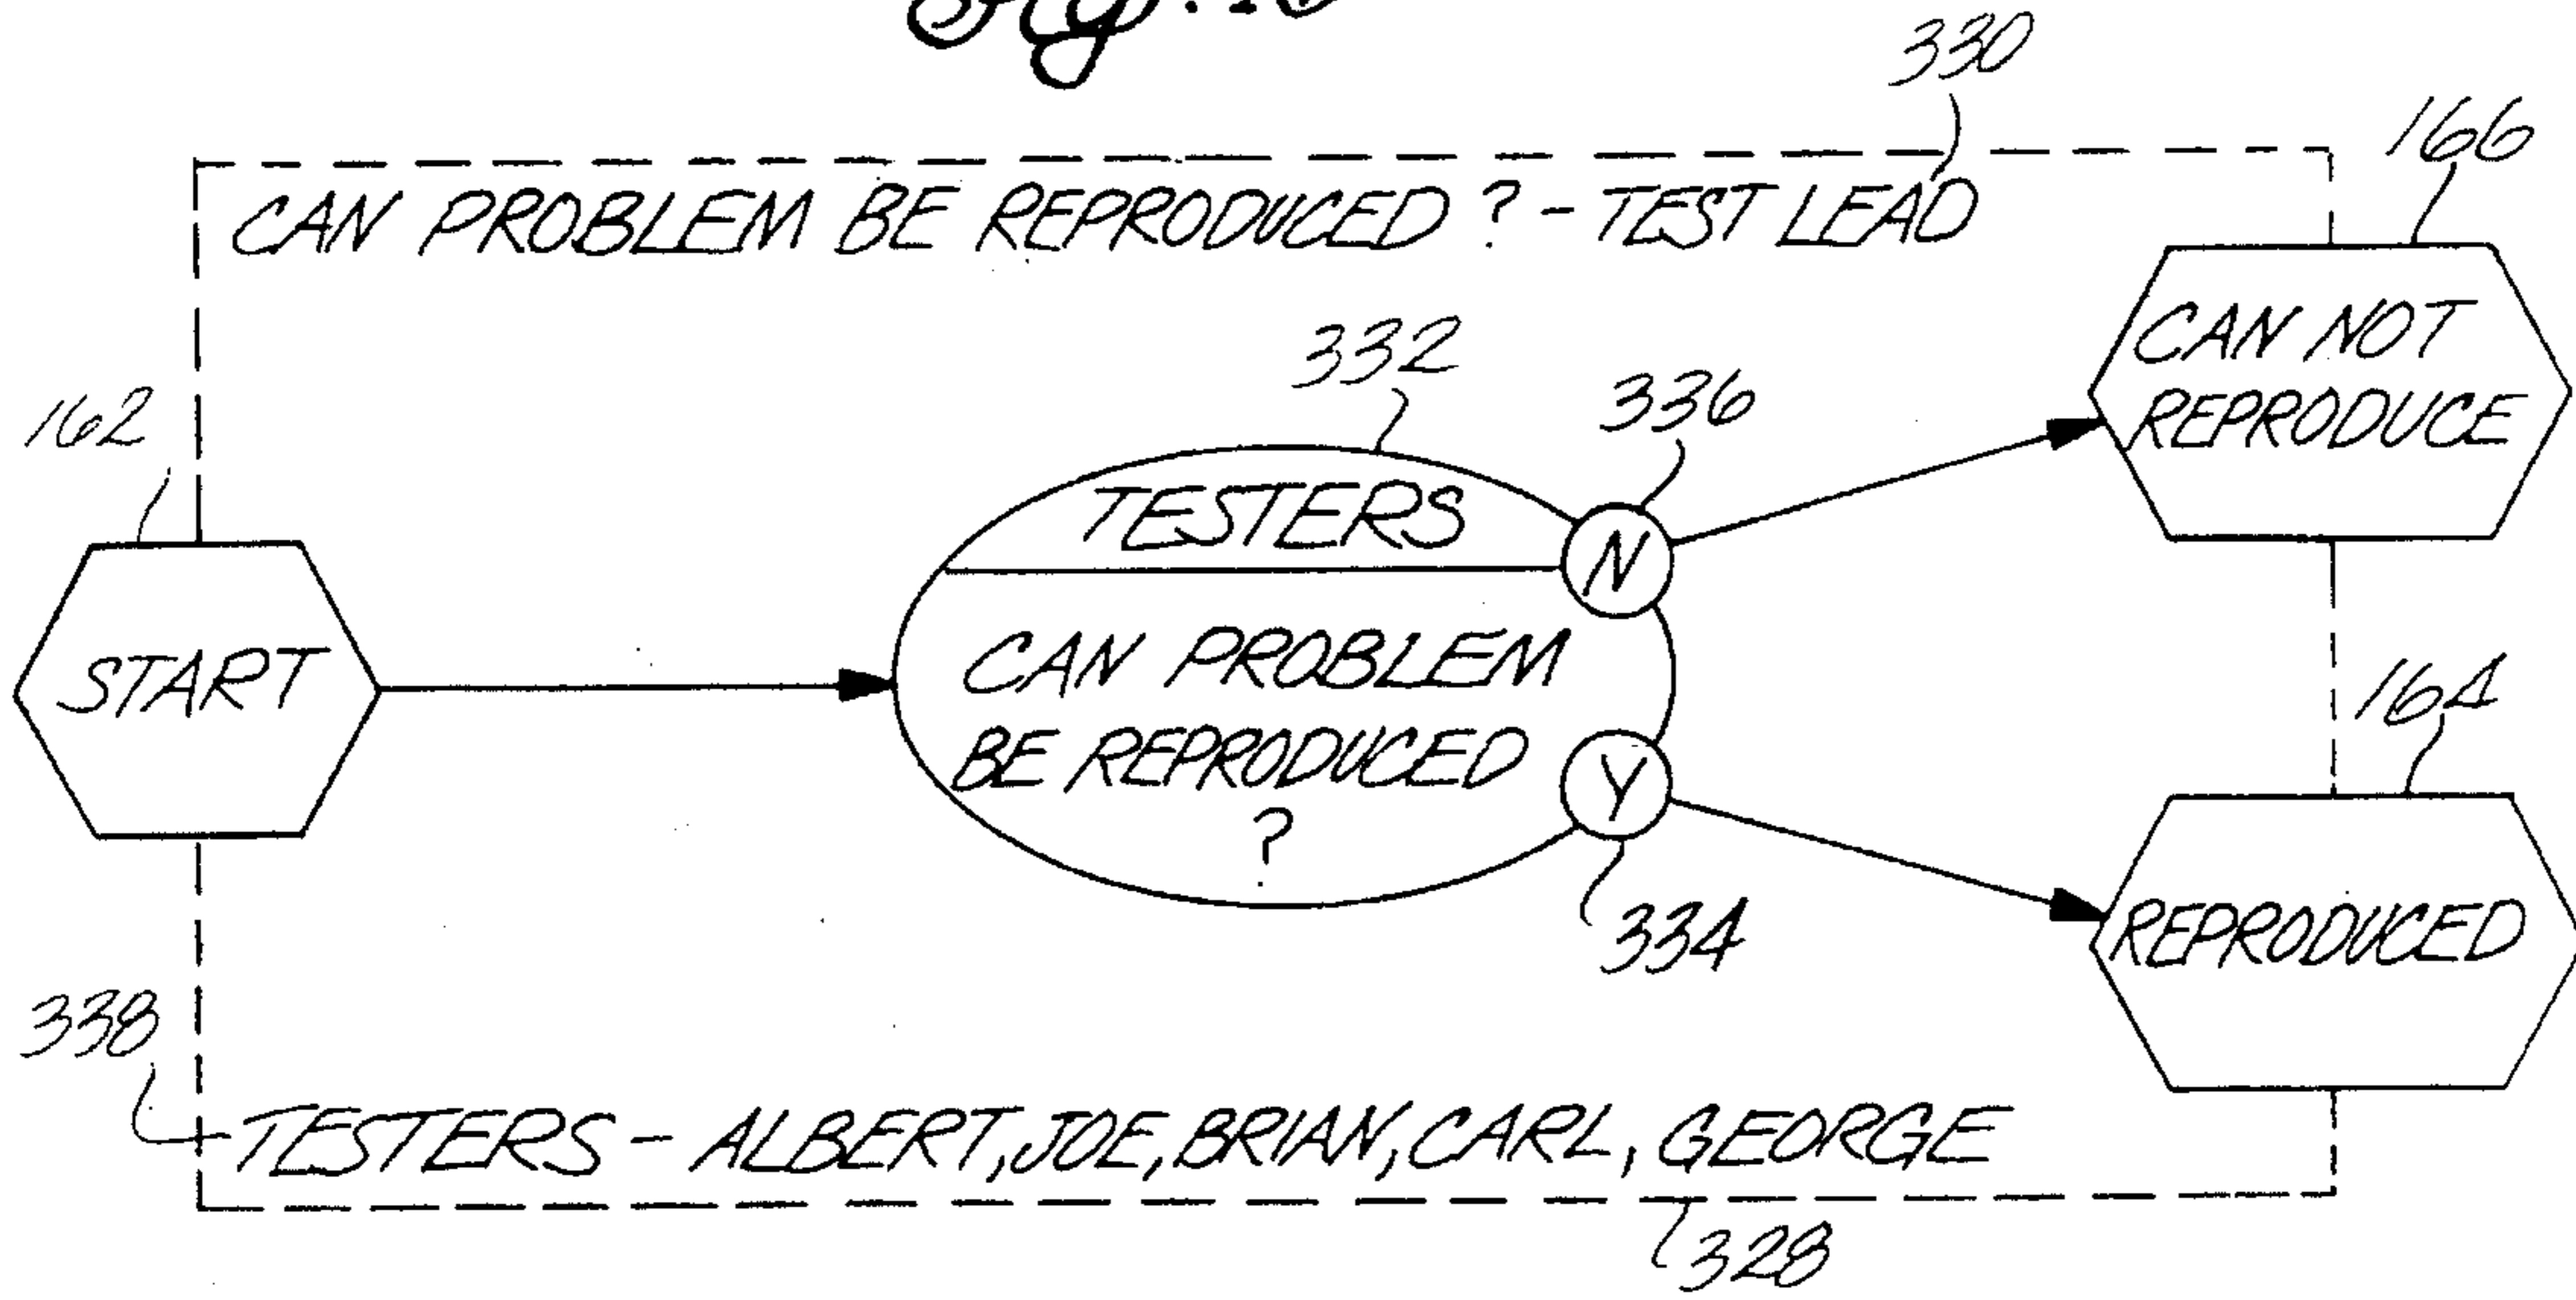 330
166
CAN PROBLEM BE REPRODUCED ? - TEST LEAD
CAN NOT
REPRODUCE
332
336
162
TESTERS
N
START
CAN PROBLEM
BE REPRODUCED
?
Y
164
334
REPRODUCED
338
TESTERS - ALBERT, JOE, BRIAN, CARL, GEORGE
328